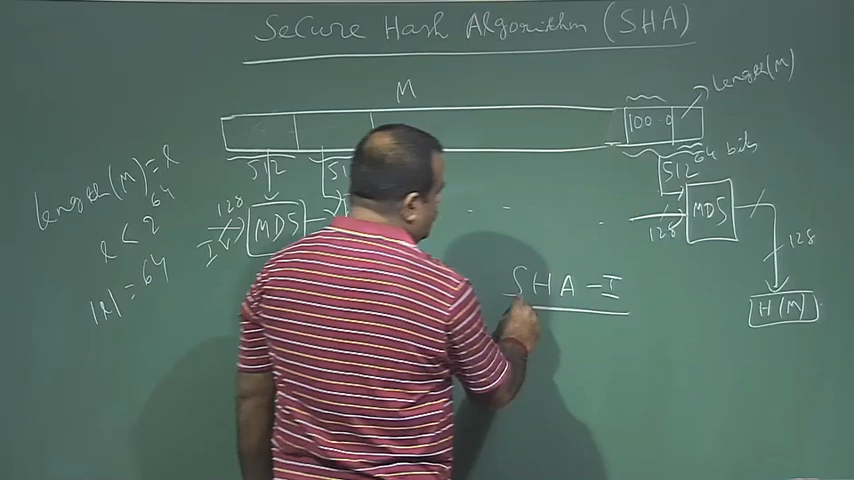 Secure Hash Algorithm (SHA)
M
length(M)
100-0
64 bits
512
51
512
length(M) = l
l < 2^64
|l| = 64
128
IV
MD5
128
MD5
128
H(M)
SHA-I